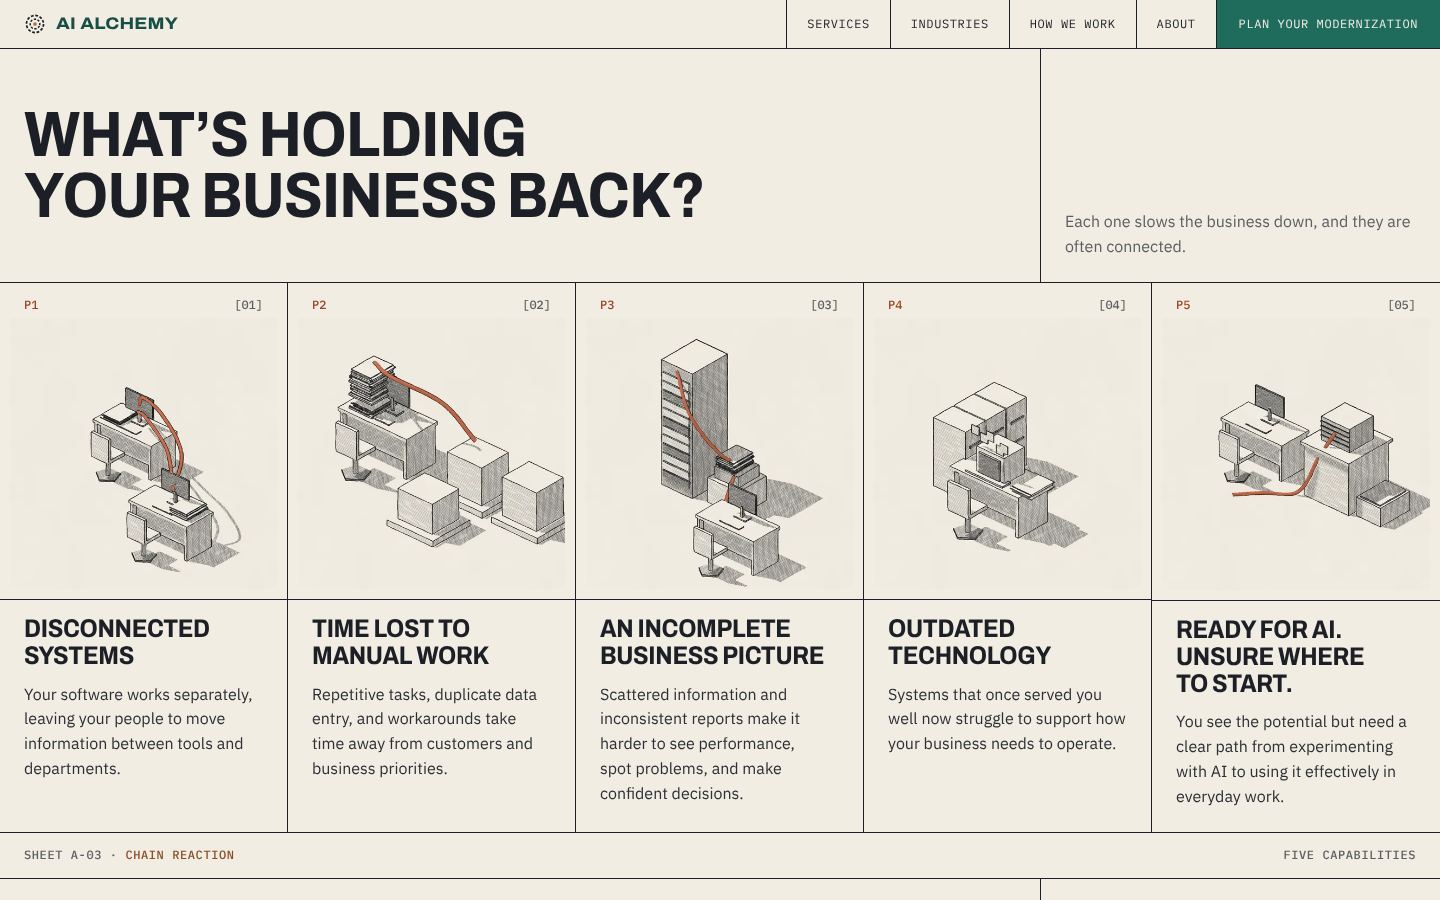 AI ALCHEMY
SERVICES
INDUSTRIES
HOW WE WORK
ABOUT
PLAN YOUR MODERNIZATION
WHAT’S HOLDING
YOUR BUSINESS BACK?
Each one slows the business down, and they are
often connected.
P1 [01]
DISCONNECTED
SYSTEMS
Your software works separately,
leaving your people to move
information between tools and
departments.
P2 [02]
TIME LOST TO
MANUAL WORK
Repetitive tasks, duplicate data
entry, and workarounds take
time away from customers and
business priorities.
P3 [03]
AN INCOMPLETE
BUSINESS PICTURE
Scattered information and
inconsistent reports make it
harder to see performance,
spot problems, and make
confident decisions.
P4 [04]
OUTDATED
TECHNOLOGY
Systems that once served you
well now struggle to support how
your business needs to operate.
P5 [05]
READY FOR AI.
UNSURE WHERE
TO START.
You see the potential but need a
clear path from experimenting
with AI to using it effectively in
everyday work.
SHEET A-03 · CHAIN REACTION
FIVE CAPABILITIES